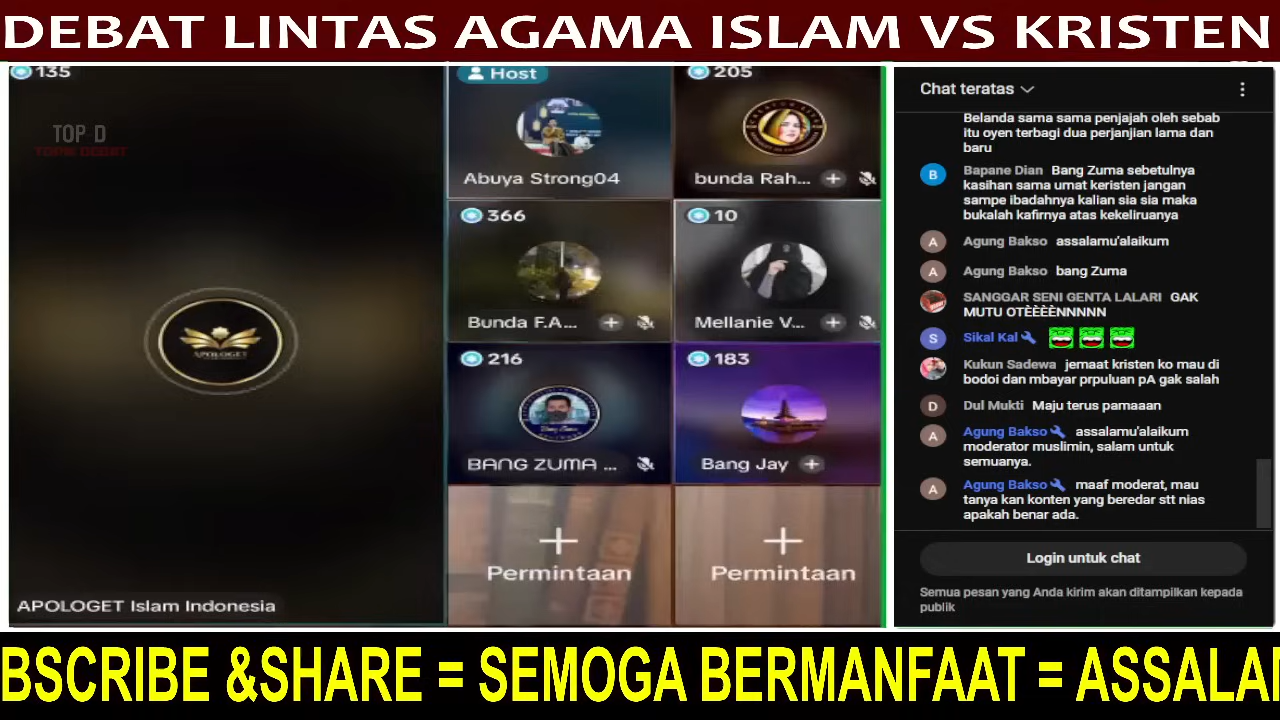 DEBAT LINTAS AGAMA ISLAM VS KRISTEN
135
TOP D
TOPIK DEBAT
APOLOGET
APOLOGET Islam Indonesia
Host
Abuya Strong04
205
bunda Rah...
366
Bunda F.A...
10
Mellanie V...
216
BANG ZUMA ...
183
Bang Jay
Permintaan
Permintaan
Chat teratas
Belanda sama sama penjajah oleh sebab
itu oyen terbagi dua perjanjian lama dan
baru
B
Bapane Dian Bang Zuma sebetulnya
kasihan sama umat keristen jangan
sampe ibadahnya kalian sia sia maka
bukalah kafirnya atas kekeliruanya
A
Agung Bakso assalamu'alaikum
A
Agung Bakso bang Zuma
SANGGAR SENI GENTA LALARI GAK
MUTU OTÈÈÈÈNNNNN
S
Sikal Kal
Kukun Sadewa jemaat kristen ko mau di
bodoi dan mbayar prpuluan pA gak salah
D
Dul Mukti Maju terus pamaaan
A
Agung Bakso assalamu'alaikum
moderator muslimin, salam untuk
semuanya.
A
Agung Bakso maaf moderat, mau
tanya kan konten yang beredar stt nias
apakah benar ada.
Login untuk chat
Semua pesan yang Anda kirim akan ditampilkan kepada
publik
BSCRIBE &SHARE = SEMOGA BERMANFAAT = ASSALA